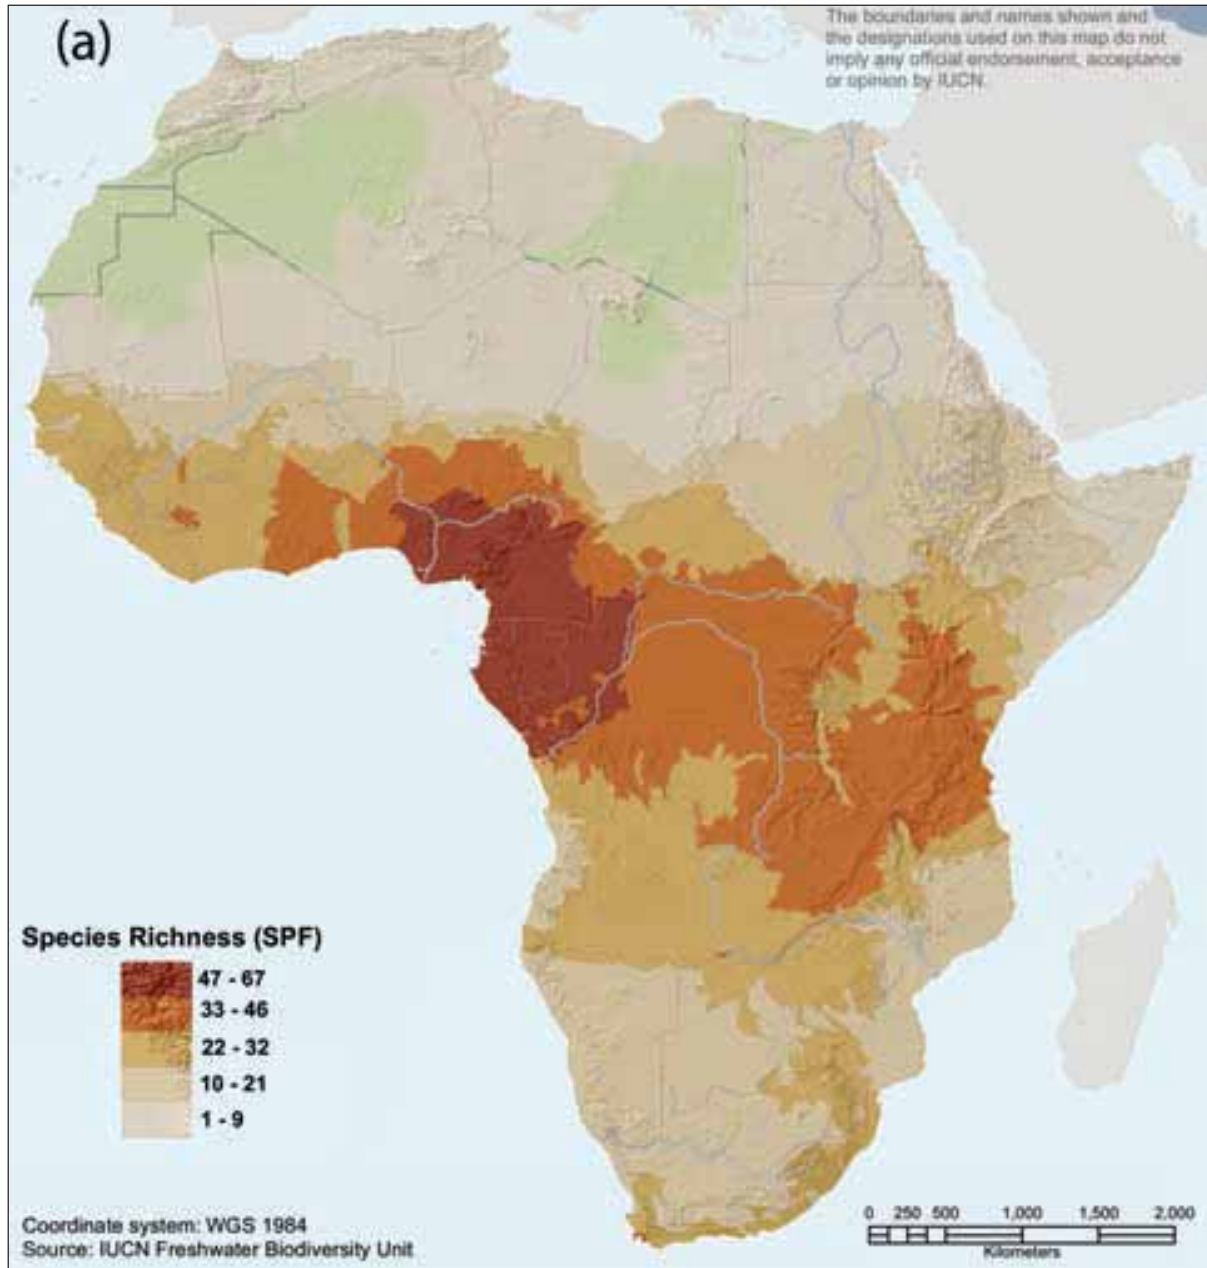 (a)
The boundaries and names shown and
the designations used on this map do not
imply any official endorsement, acceptance
or opinion by IUCN.
Species Richness (SPF)
47 - 67
33 - 46
22 - 32
10 - 21
1 - 9
Coordinate system: WGS 1984
Source: IUCN Freshwater Biodiversity Unit
0 250 500 1,000 1,500 2,000
Kilometers